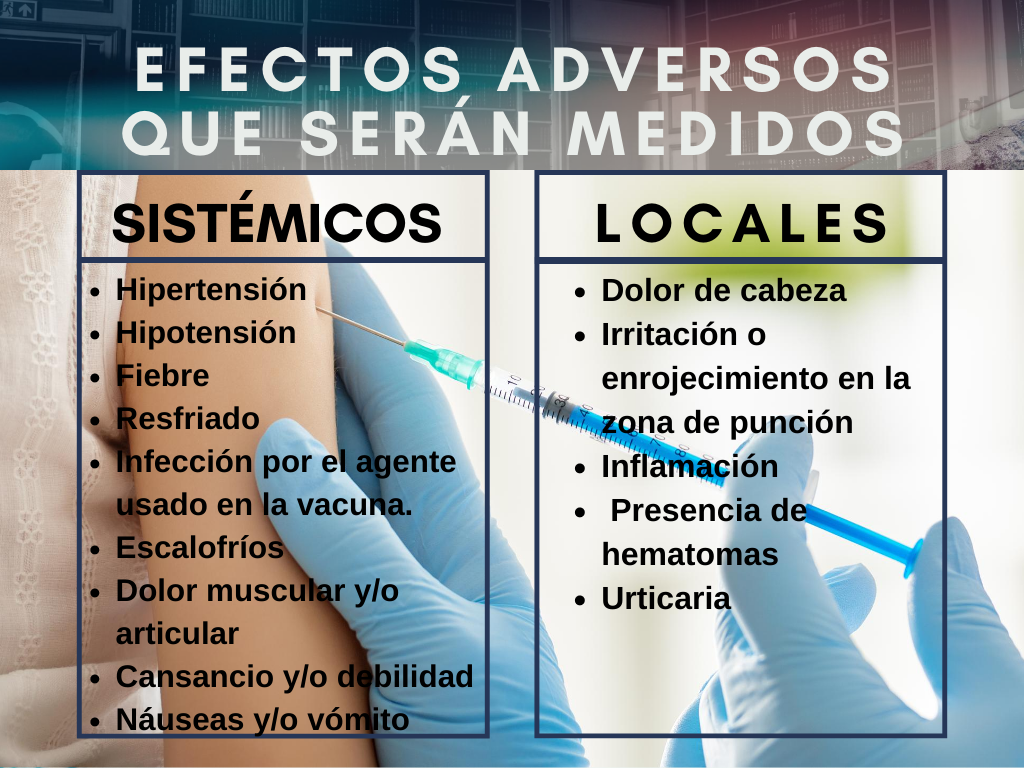 EFECTOS ADVERSOS
QUE SERÁN MEDIDOS
SISTÉMICOS
• Hipertensión
• Hipotensión
• Fiebre
• Resfriado
• Infección por el agente
usado en la vacuna.
• Escalofríos
• Dolor muscular y/o
articular
• Cansancio y/o debilidad
• Náuseas y/o vómito
LOCALES
• Dolor de cabeza
• Irritación o
enrojecimiento en la
zona de punción
• Inflamación
• Presencia de
hematomas
• Urticaria
10